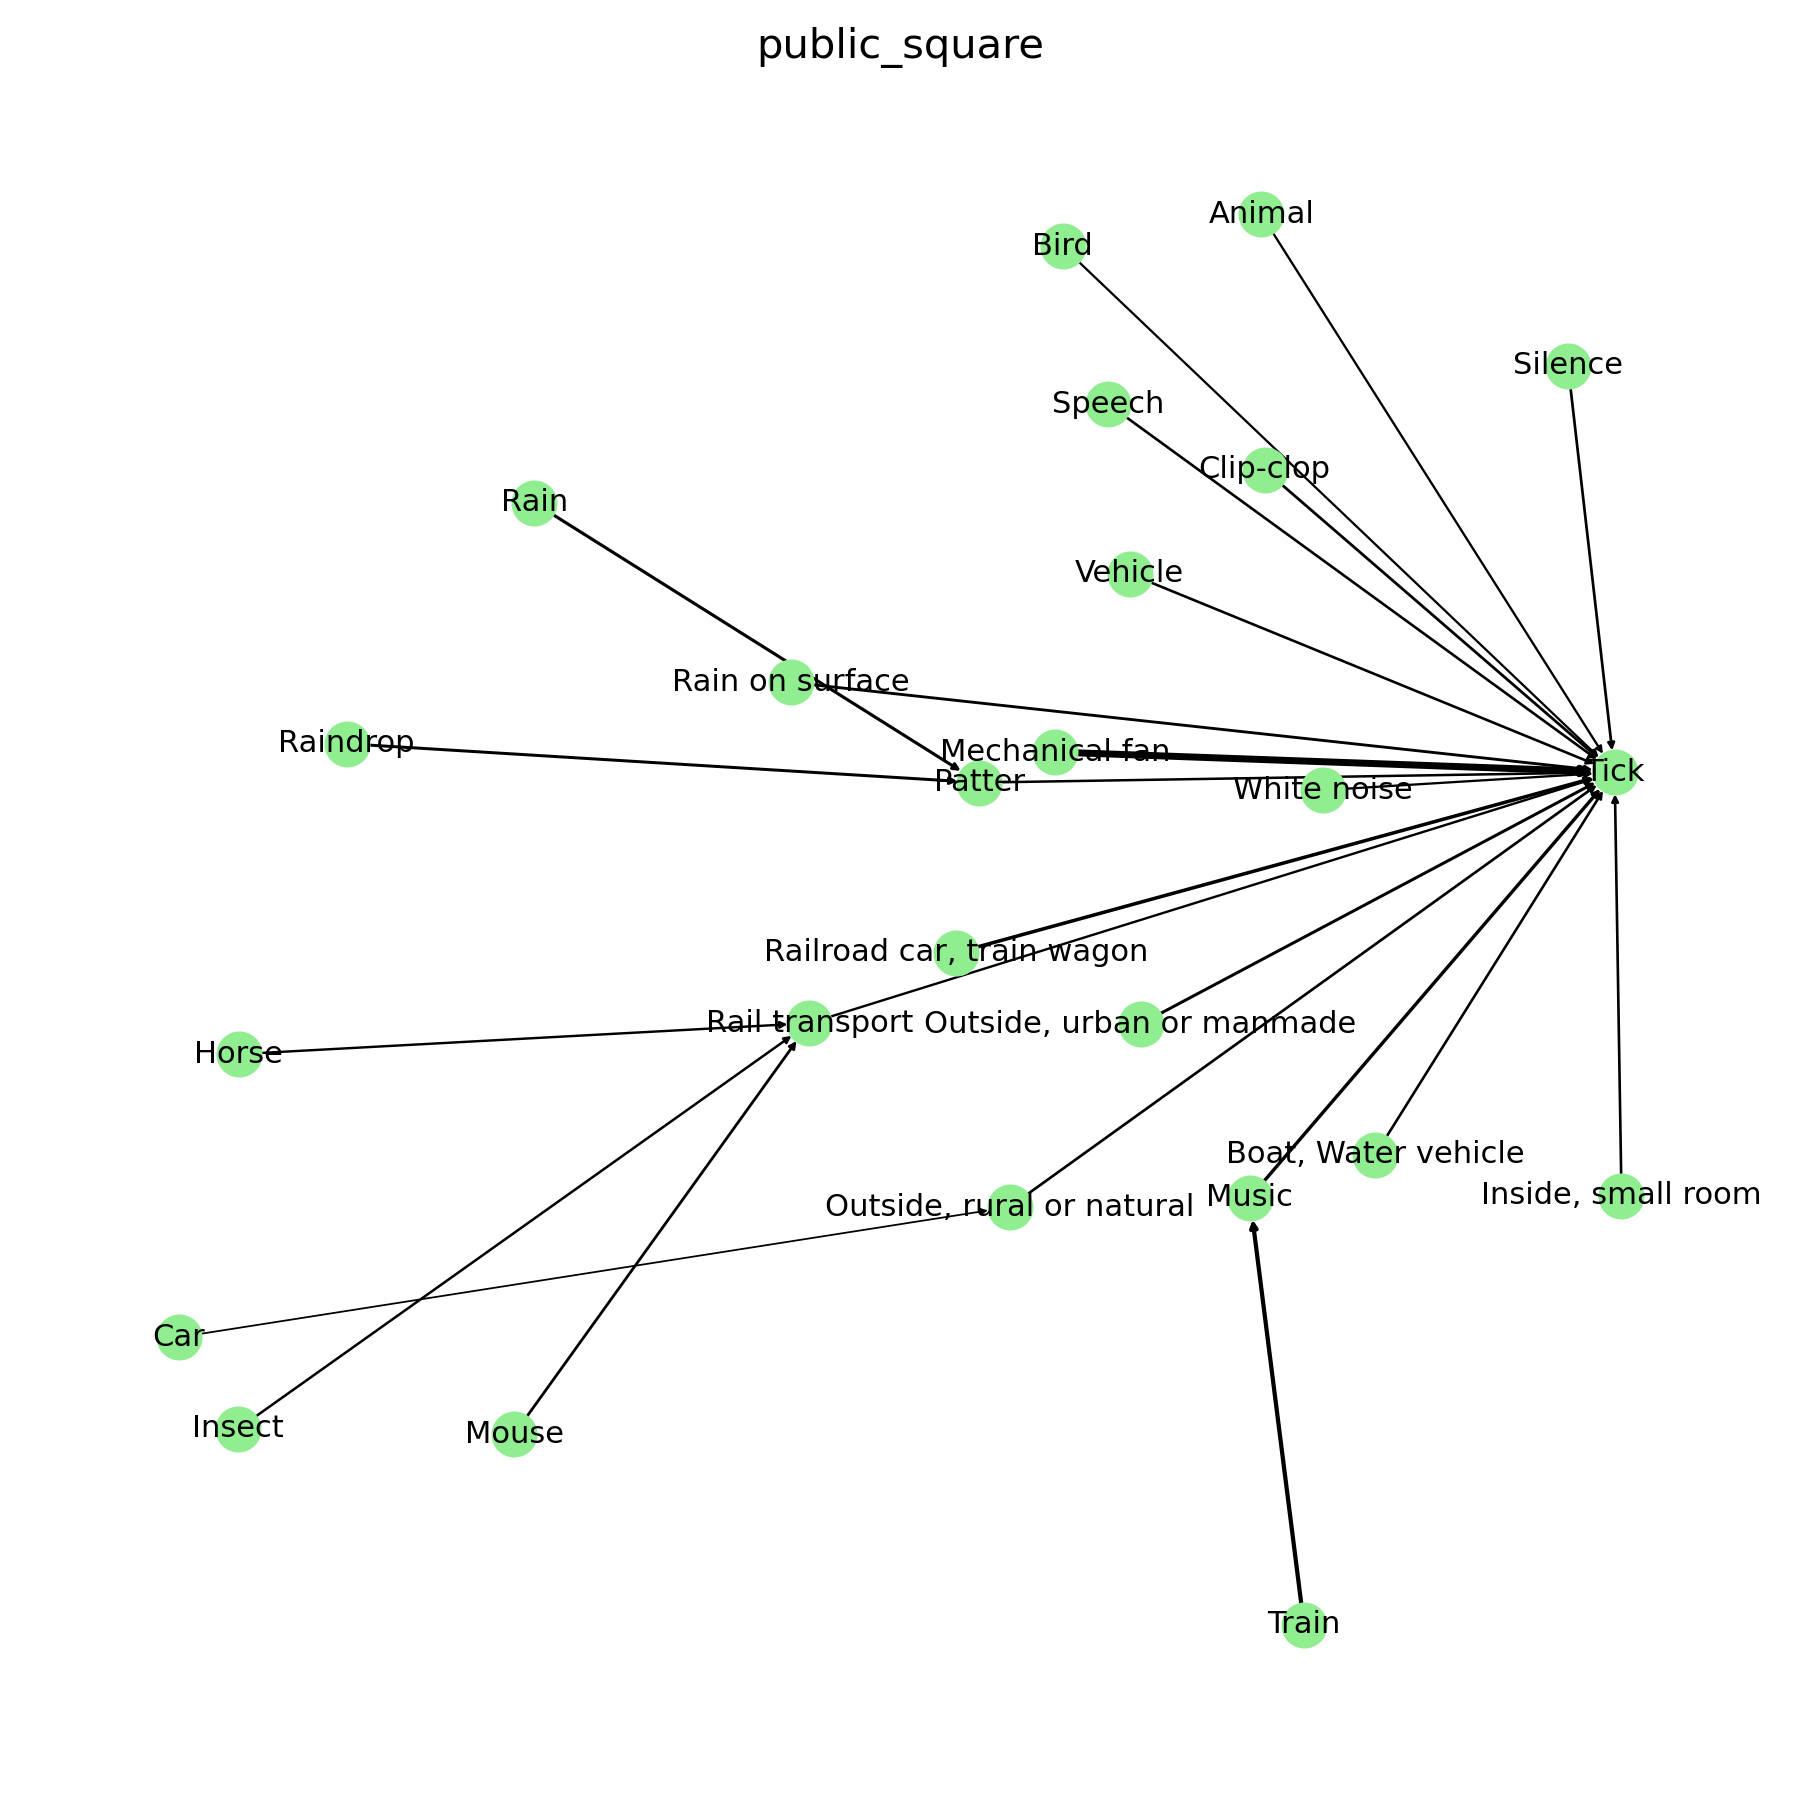 public_square
Animal
Bird
Silence
Speech
Clip-clop
Rain
Vehicle
Rain on surface
Raindrop
Mechanical fan
Tick
Patter
White noise
Railroad car, train wagon
Rail transport
Outside, urban or manmade
Horse
Boat, Water vehicle
Inside, small room
Music
Outside, rural or natural
Car
Insect
Mouse
Train